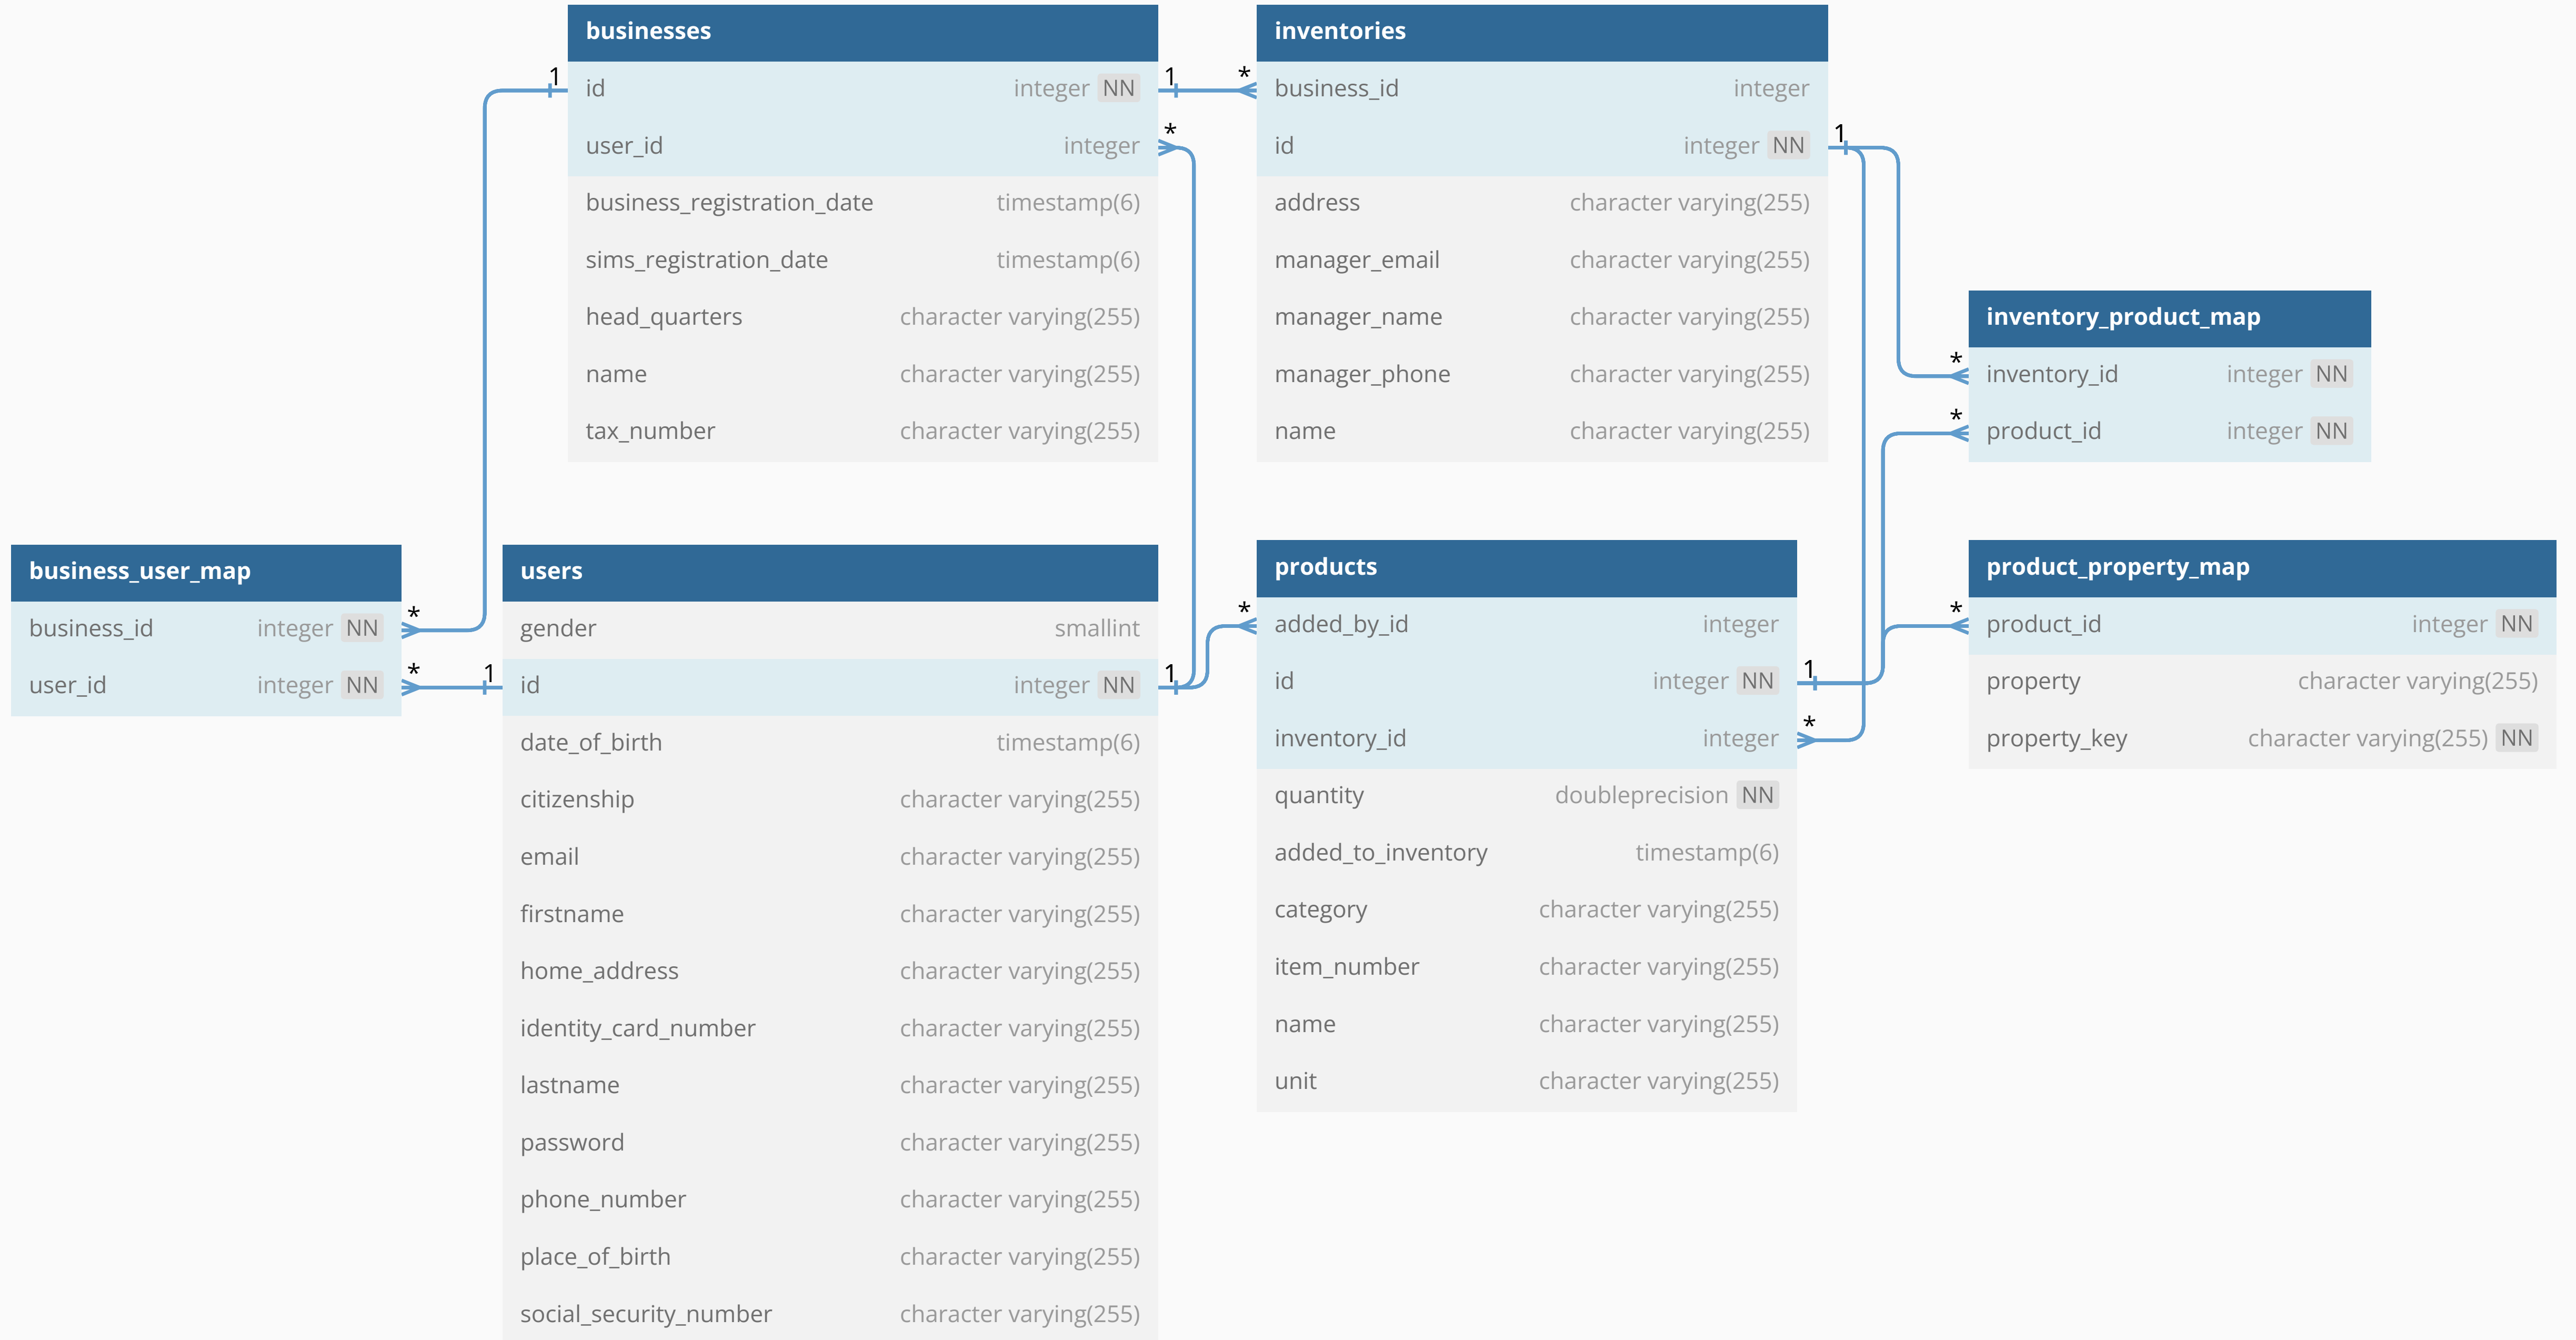 businesses
1 id integer NN 1
user_id integer *
business_registration_date timestamp(6)
sims_registration_date timestamp(6)
head_quarters character varying(255)
name character varying(255)
tax_number character varying(255)
inventories
* business_id integer
id integer NN 1
address character varying(255)
manager_email character varying(255)
manager_name character varying(255)
manager_phone character varying(255)
name character varying(255)
inventory_product_map
* inventory_id integer NN
* product_id integer NN
business_user_map
business_id integer NN *
user_id integer NN *
users
gender smallint
1 id integer NN 1
date_of_birth timestamp(6)
citizenship character varying(255)
email character varying(255)
firstname character varying(255)
home_address character varying(255)
identity_card_number character varying(255)
lastname character varying(255)
password character varying(255)
phone_number character varying(255)
place_of_birth character varying(255)
social_security_number character varying(255)
products
* added_by_id integer
id integer NN 1
inventory_id integer *
quantity doubleprecision NN
added_to_inventory timestamp(6)
category character varying(255)
item_number character varying(255)
name character varying(255)
unit character varying(255)
product_property_map
* product_id integer NN
property character varying(255)
property_key character varying(255) NN